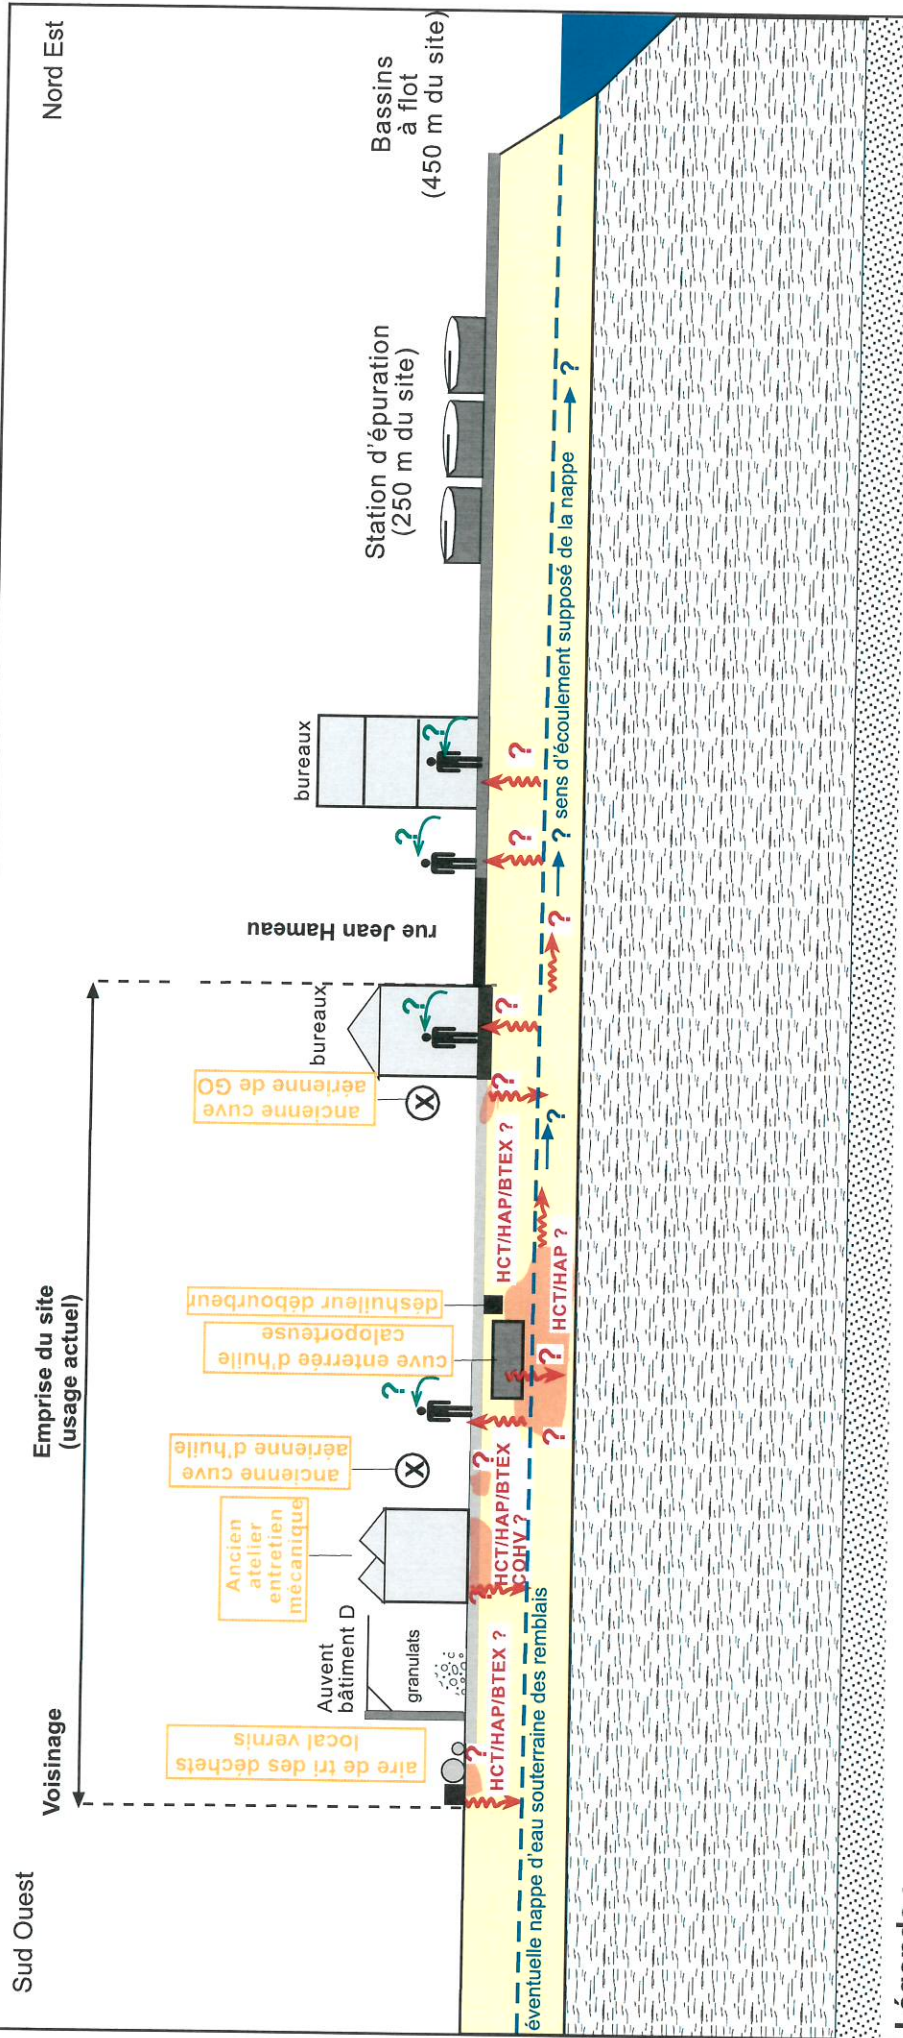 Sud Ouest
Nord Est
Voisinage
Emprise du site
(usage actuel)
aire de tri des déchets
local vernis
Auvent
bâtiment D
granulats
Ancien
atelier
entretien
mécanique
ancienne cuve
aérienne d'huile
X
cuve enterrée d'huile
caloporteuse
déshuileur débourbeur
ancienne cuve
aérienne de GO
X
bureaux
rue Jean Hameau
bureaux
Station d'épuration
(250 m du site)
Bassins
à flot
(450 m du site)
?
?
?
?
?
HCT/HAP/BTEX ?
?
?
HCT/HAP/BTEX
COHV ?
?
?
HCT/HAP ?
HCT/HAP/BTEX ?
?
?
?
?
?
?
éventuelle nappe d'eau souterraine des remblais
? sens d'écoulement supposé de la nappe
?